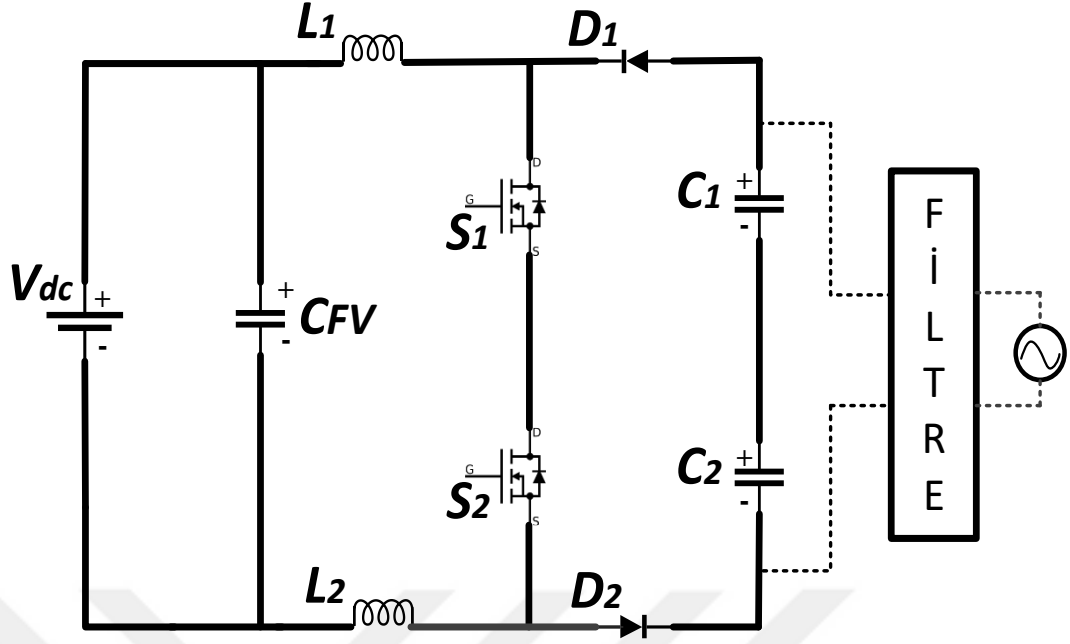 L1
D1
D
C1
+
-
G
S1
S
Vdc
+
-
CFV
+
-
D
C2
+
-
G
S2
S
L2
D2
F
İ
L
T
R
E